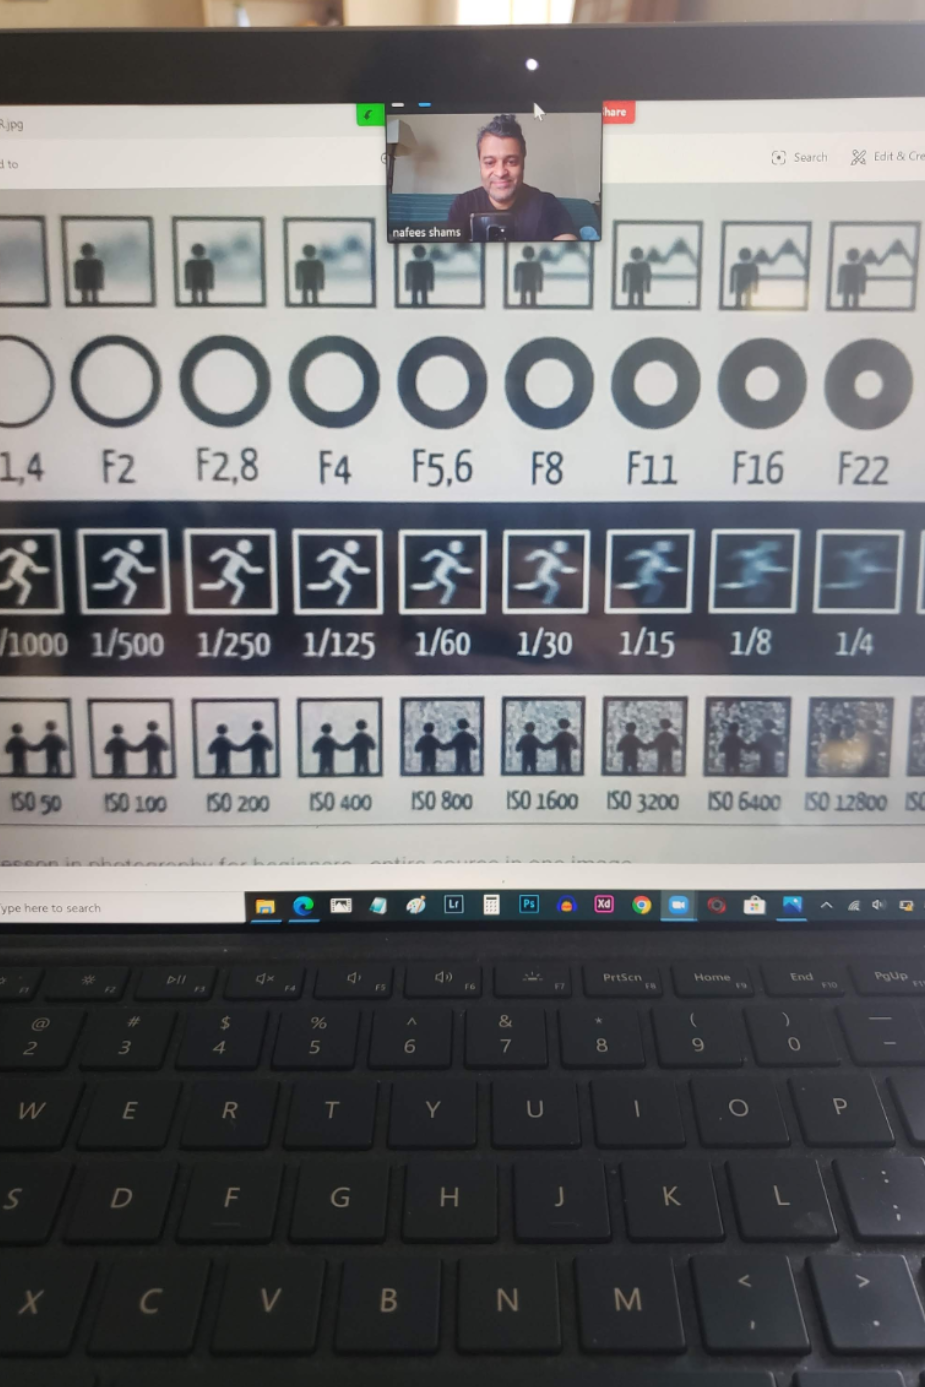 R.jpg
d to
hare
Search
Edit & Cre
nafees shams
1,4 F2 F2,8 F4 F5,6 F8 F11 F16 F22
/1000 1/500 1/250 1/125 1/60 1/30 1/15 1/8 1/4
ISO 50 ISO 100 ISO 200 ISO 400 ISO 800 ISO 1600 ISO 3200 ISO 6400 ISO 12800 ISO
esson in photography for beginners entire course in one image
ype here to search
Lr Ps Xd
F1 F2 F3 F4 F5 F6 F7 PrtScn F8 Home F9 End F10 PgUp F11
@ # $ % ^ & * ( ) —
2 3 4 5 6 7 8 9 0 –
W E R T Y U I O P
S D F G H J K L : ;
< >
X C V B N M , .